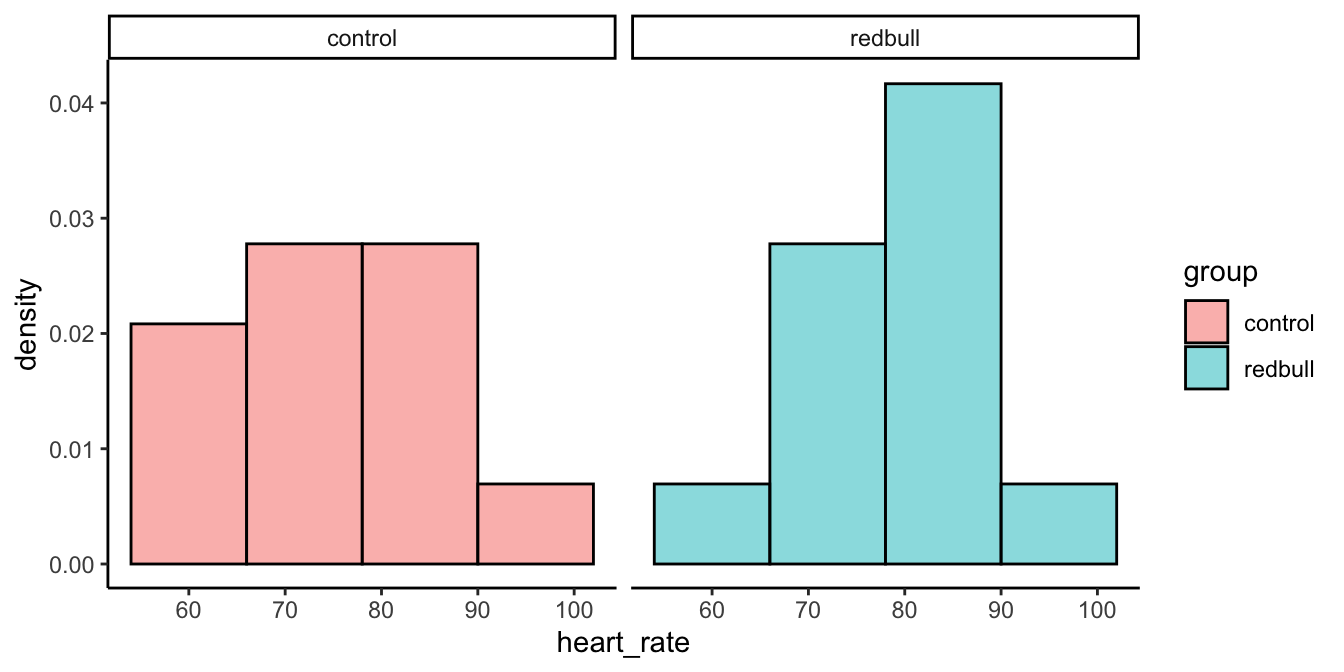 control
redbull
density
0.04
0.03
0.02
0.01
0.00
60 70 80 90 100
60 70 80 90 100
heart_rate
group
control
redbull